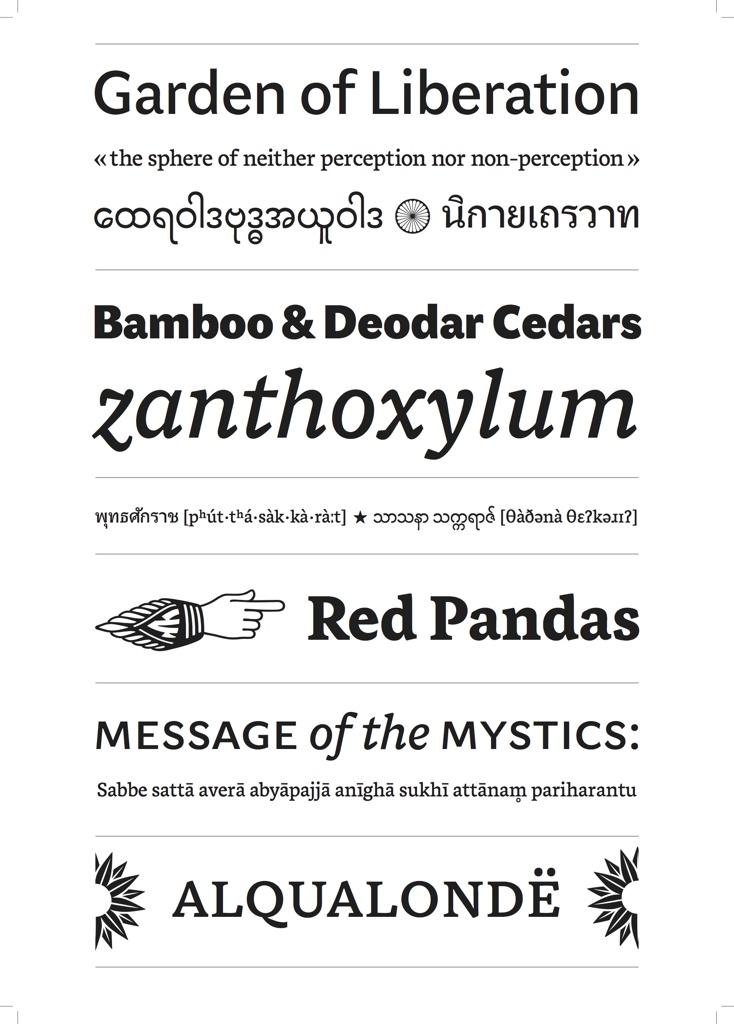 Garden of Liberation
«the sphere of neither perception nor non-perception»
ထေရဝါဒဗုဒ္ဓအယူဝါဒ นิกายเถรวาท
Bamboo & Deodar Cedars
zanthoxylum
พุทธศักราช [pʰút·tʰá·sàk·kà·rà:t] ★ သာသနာ သက္ကရာဇ် [θàðənà θɛʔkəɹɪʔ]
Red Pandas
MESSAGE of the MYSTICS:
Sabbe sattā averā abyāpajjā anīghā sukhī attānaṃ̥ pariharantu
ALQUALONDË